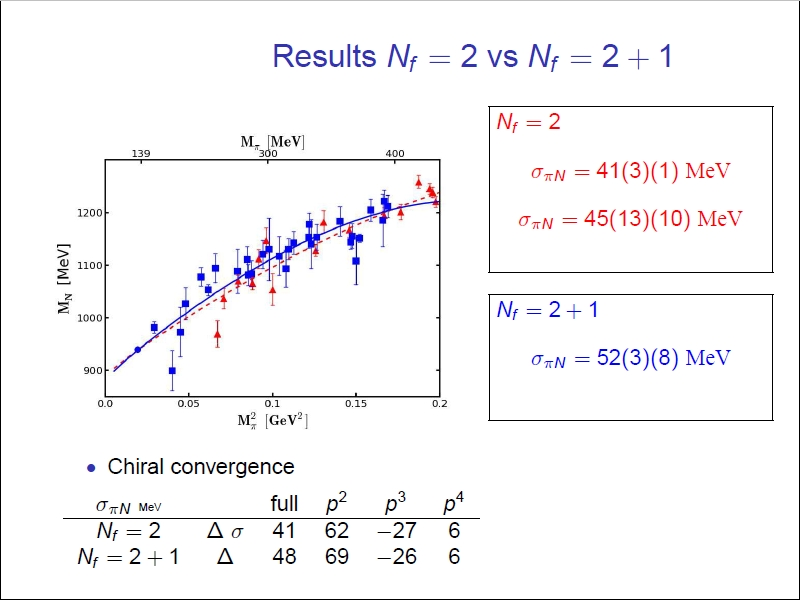 Results N_f = 2 vs N_f = 2 + 1
M_π [MeV]
139 300 400
1200
1100
1000
900
M_N [MeV]
0.0 0.05 0.1 0.15 0.2
M_π^2 [GeV^2]
N_f = 2
σ_πN = 41(3)(1) MeV
σ_πN = 45(13)(10) MeV
N_f = 2 + 1
σ_πN = 52(3)(8) MeV
• Chiral convergence
σ_πN MeV full p^2 p^3 p^4
N_f = 2 Δ σ 41 62 −27 6
N_f = 2 + 1 Δ 48 69 −26 6